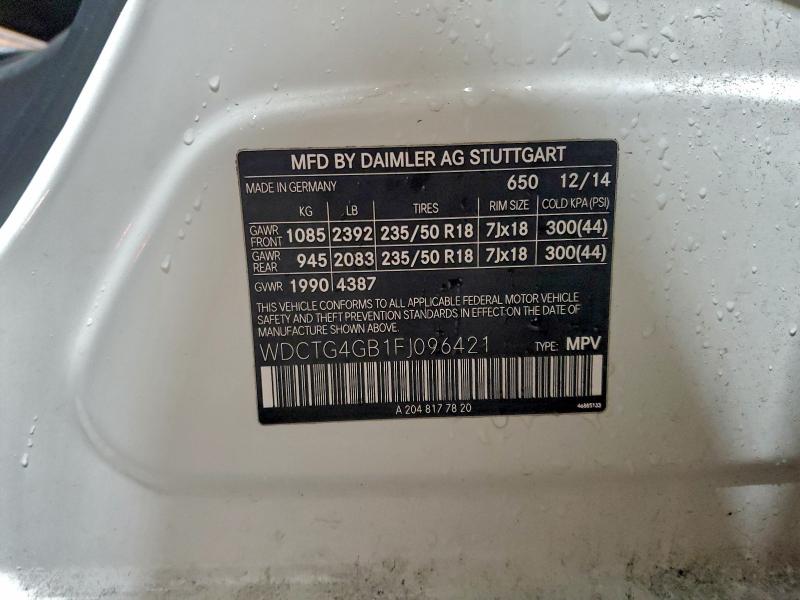 MFD BY DAIMLER AG STUTTGART
MADE IN GERMANY 650 12/14
KG LB TIRES RIM SIZE COLD KPA (PSI)
GAWR FRONT 1085 2392 235/50 R18 7Jx18 300(44)
GAWR REAR 945 2083 235/50 R18 7Jx18 300(44)
GVWR 1990 4387
THIS VEHICLE CONFORMS TO ALL APPLICABLE FEDERAL MOTOR VEHICLE
SAFETY AND THEFT PREVENTION STANDARDS IN EFFECT ON THE DATE OF
MANUFACTURE SHOWN ABOVE.
WDCTG4GB1FJ096421 TYPE: MPV
A 204 817 78 20 46885133